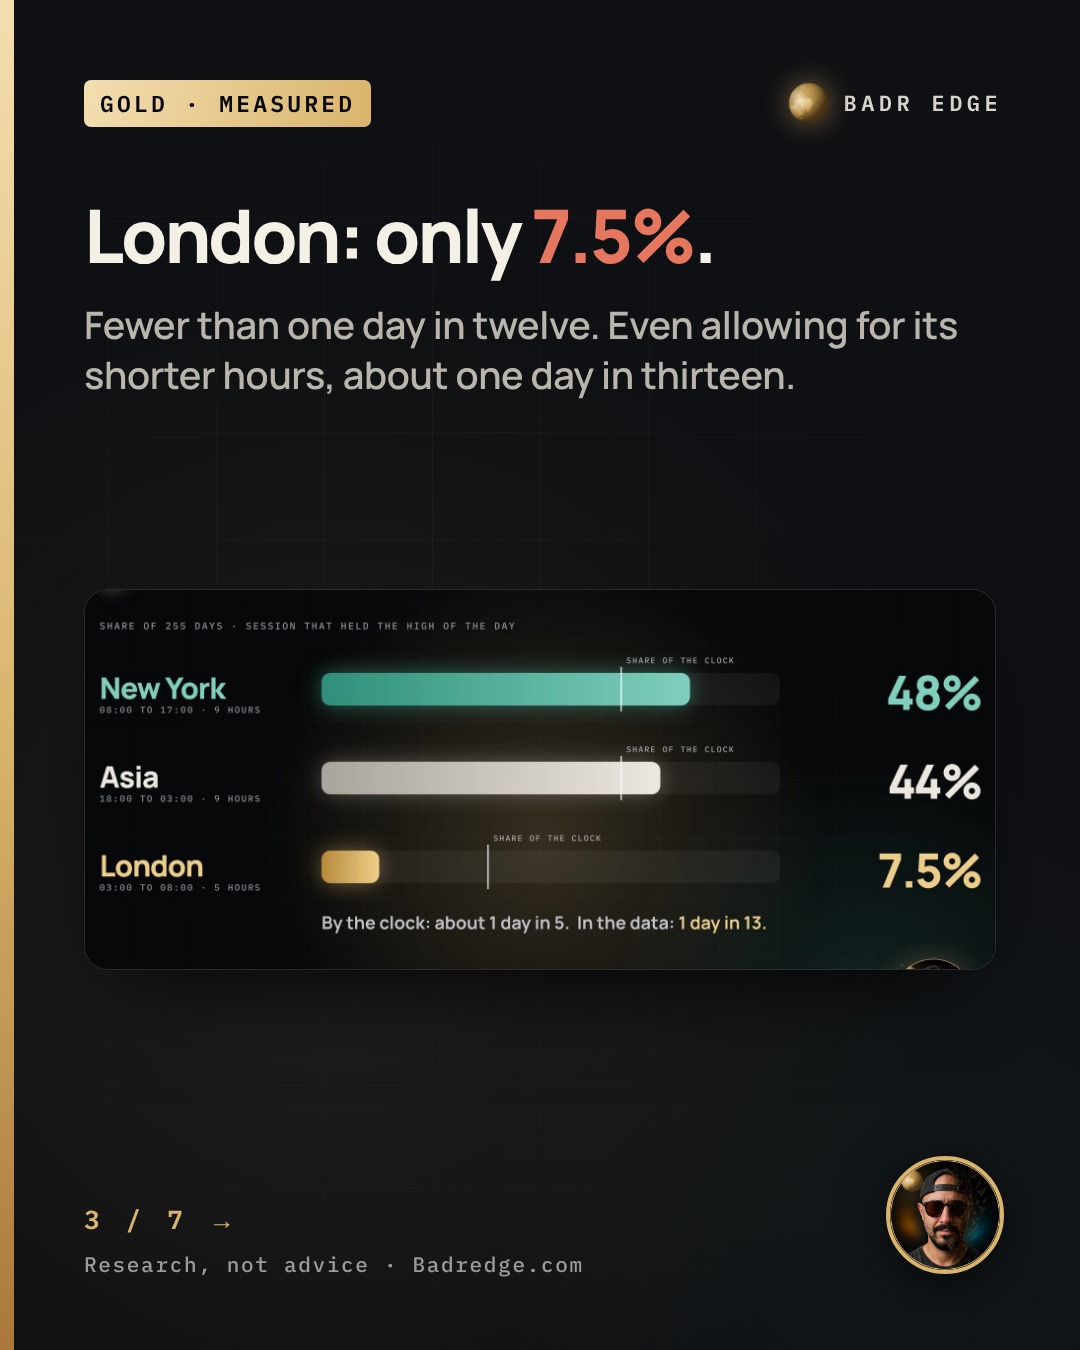 GOLD · MEASURED
BADR EDGE
London: only 7.5%.
Fewer than one day in twelve. Even allowing for its
shorter hours, about one day in thirteen.
SHARE OF 255 DAYS · SESSION THAT HELD THE HIGH OF THE DAY
SHARE OF THE CLOCK
New York
48%
08:00 TO 17:00 · 9 HOURS
SHARE OF THE CLOCK
Asia
44%
18:00 TO 03:00 · 9 HOURS
SHARE OF THE CLOCK
London
7.5%
03:00 TO 08:00 · 5 HOURS
By the clock: about 1 day in 5. In the data: 1 day in 13.
3 / 7 →
Research, not advice · Badredge.com